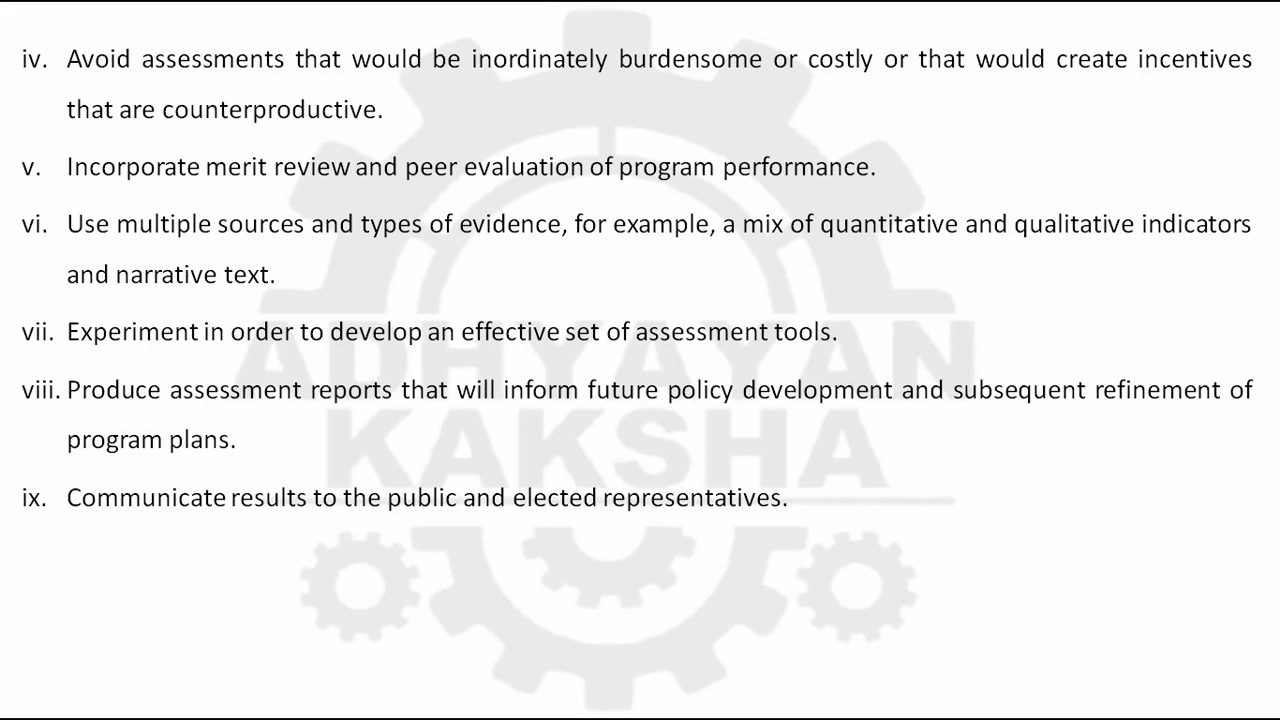 iv. Avoid assessments that would be inordinately burdensome or costly or that would create incentives
that are counterproductive.
v. Incorporate merit review and peer evaluation of program performance.
vi. Use multiple sources and types of evidence, for example, a mix of quantitative and qualitative indicators
and narrative text.
vii. Experiment in order to develop an effective set of assessment tools.
viii. Produce assessment reports that will inform future policy development and subsequent refinement of
program plans.
ix. Communicate results to the public and elected representatives.
ADHYAYAN
KAKSHA